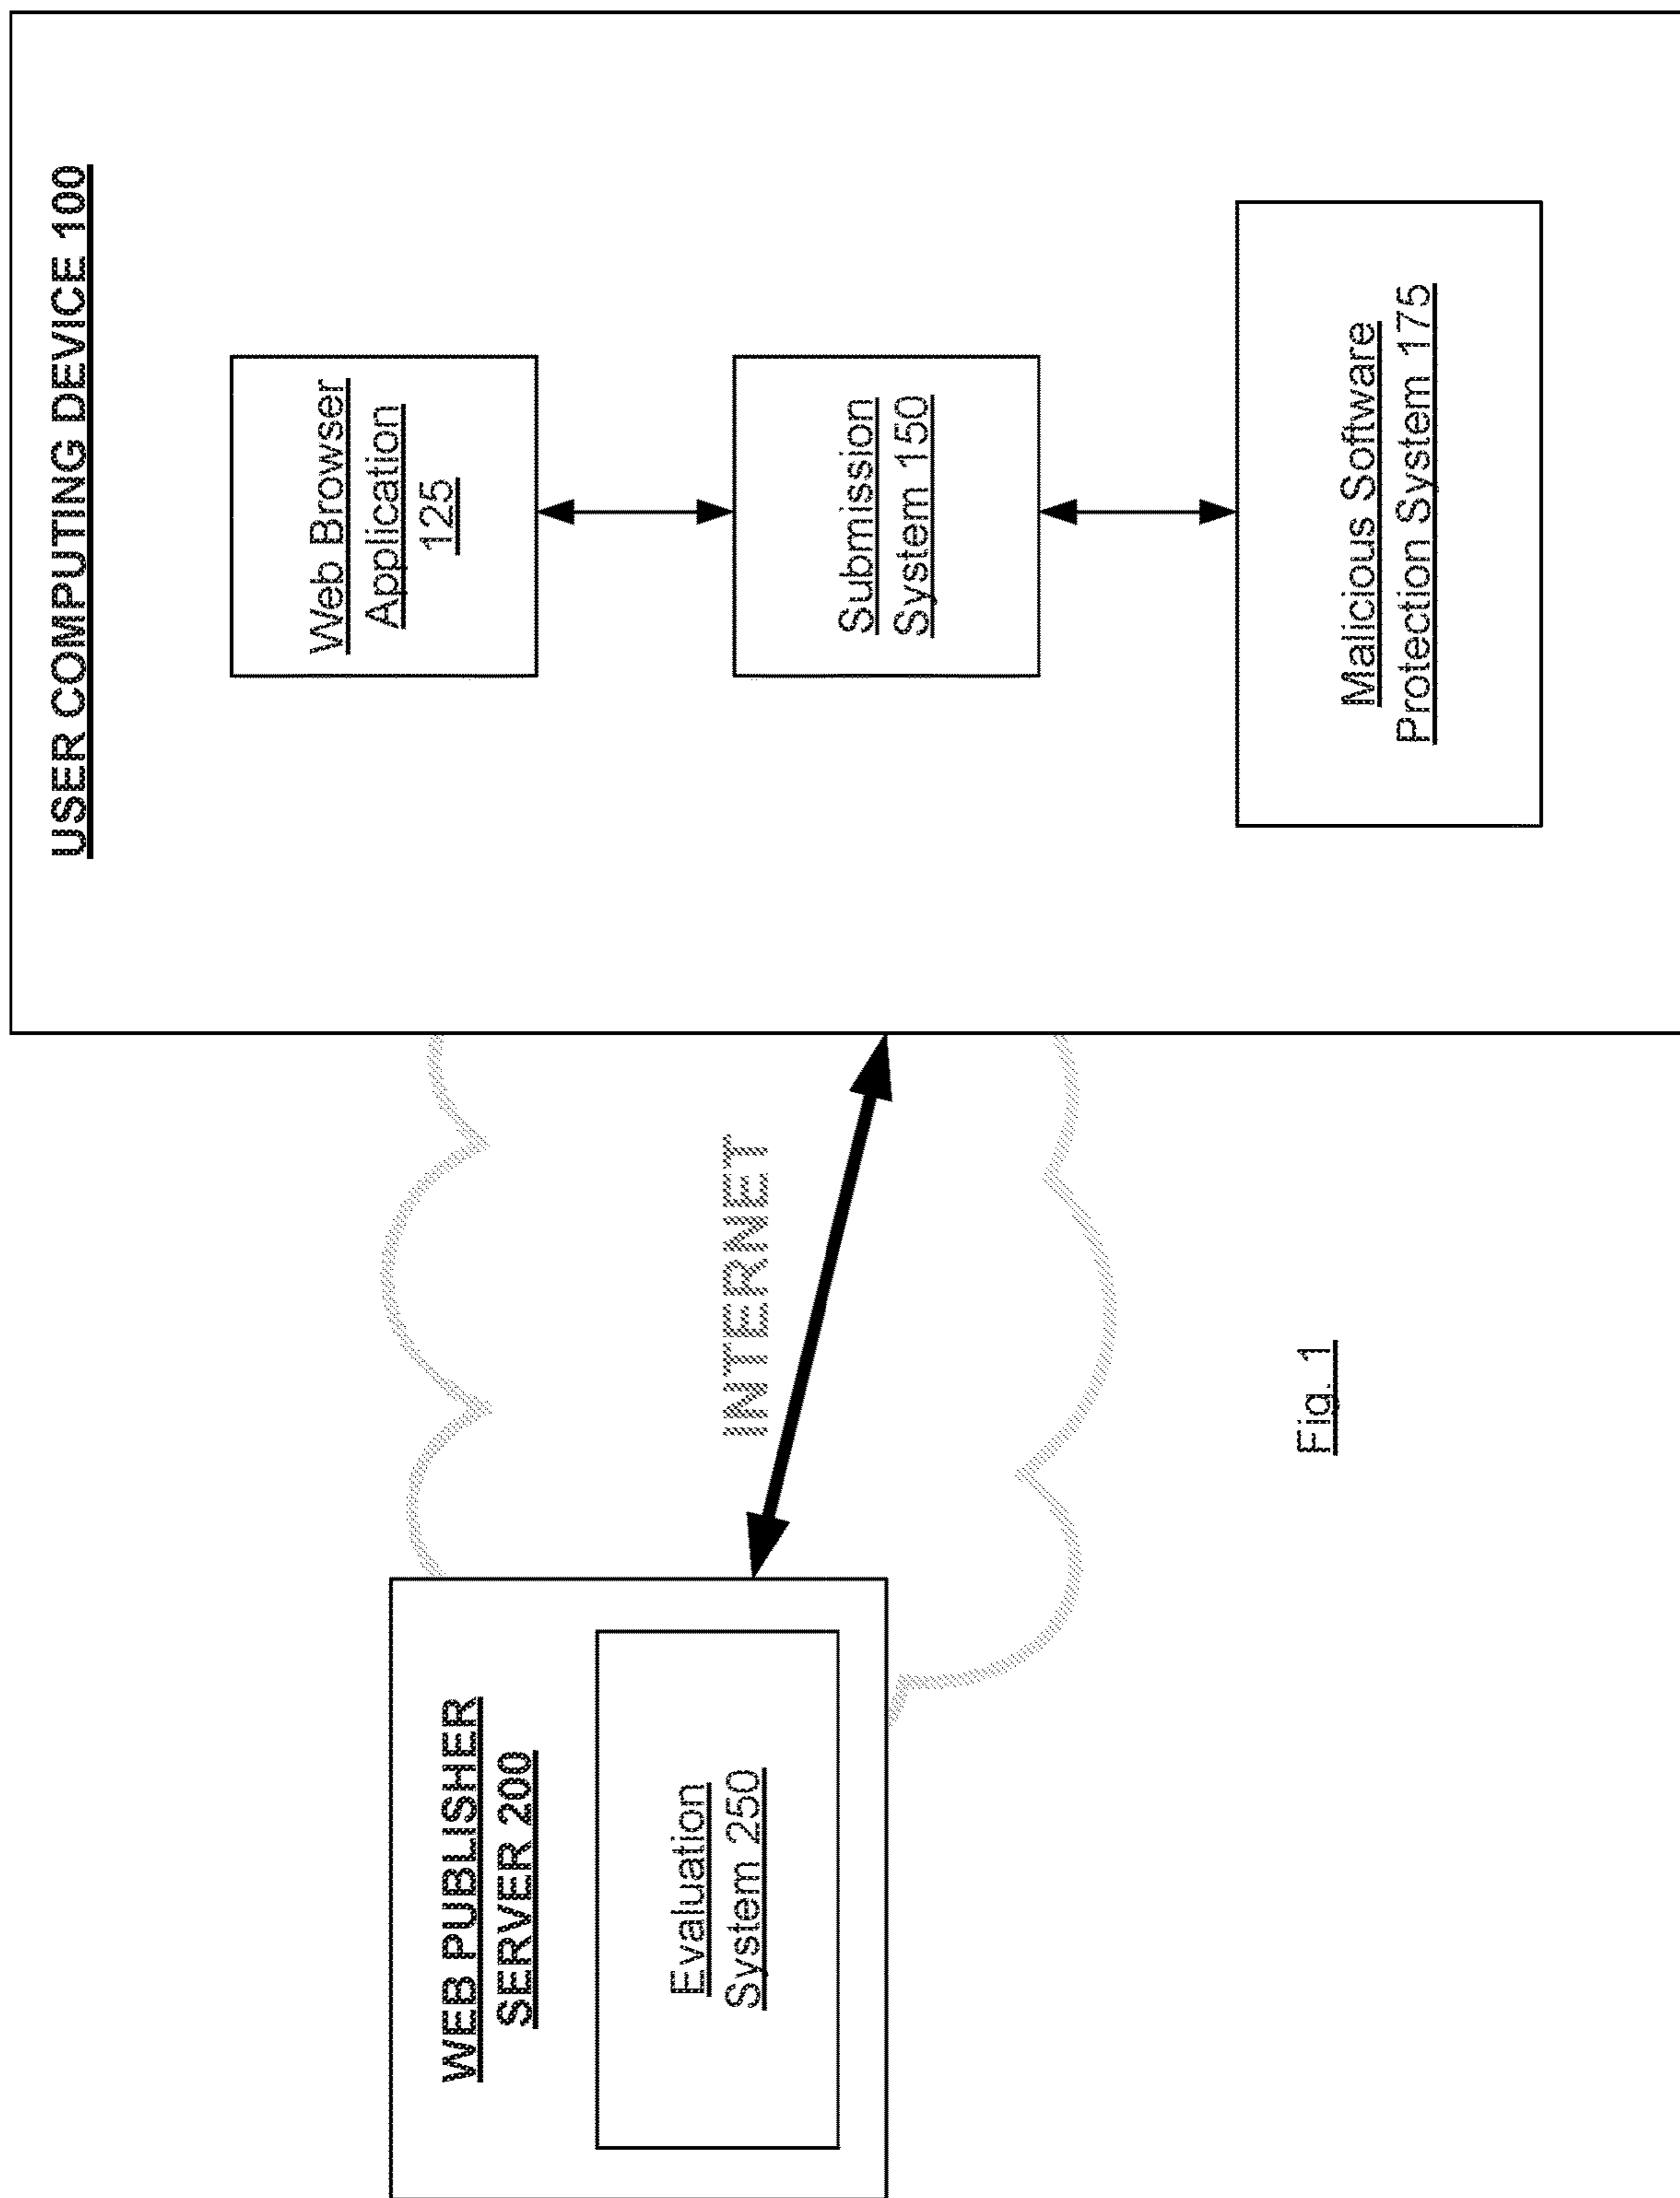 USER COMPUTING DEVICE 100
Web Browser
Application
125
Submission
System 150
Malicious Software
Protection System 175
INTERNET
WEB PUBLISHER
SERVER 200
Evaluation
System 250
Fig. 1